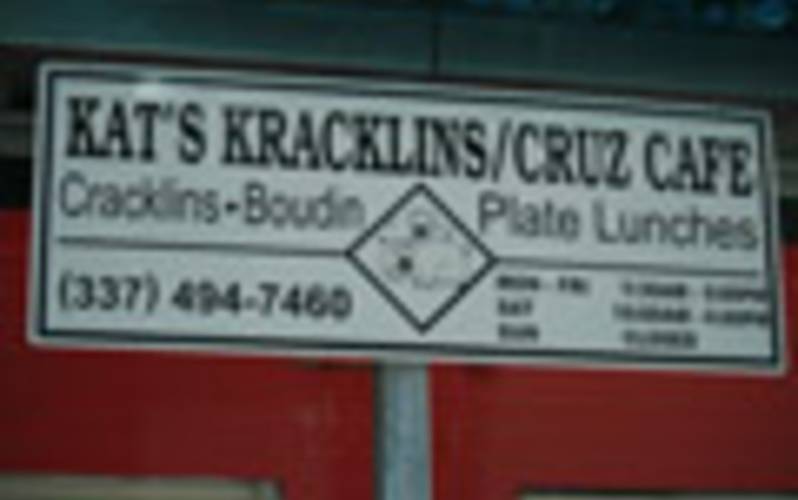 KAT'S KRACKLINS/CRUZ CAFE
Cracklins-Boudin Plate Lunches
(337) 494-7460
MON - FRI
SAT
SUN CLOSED